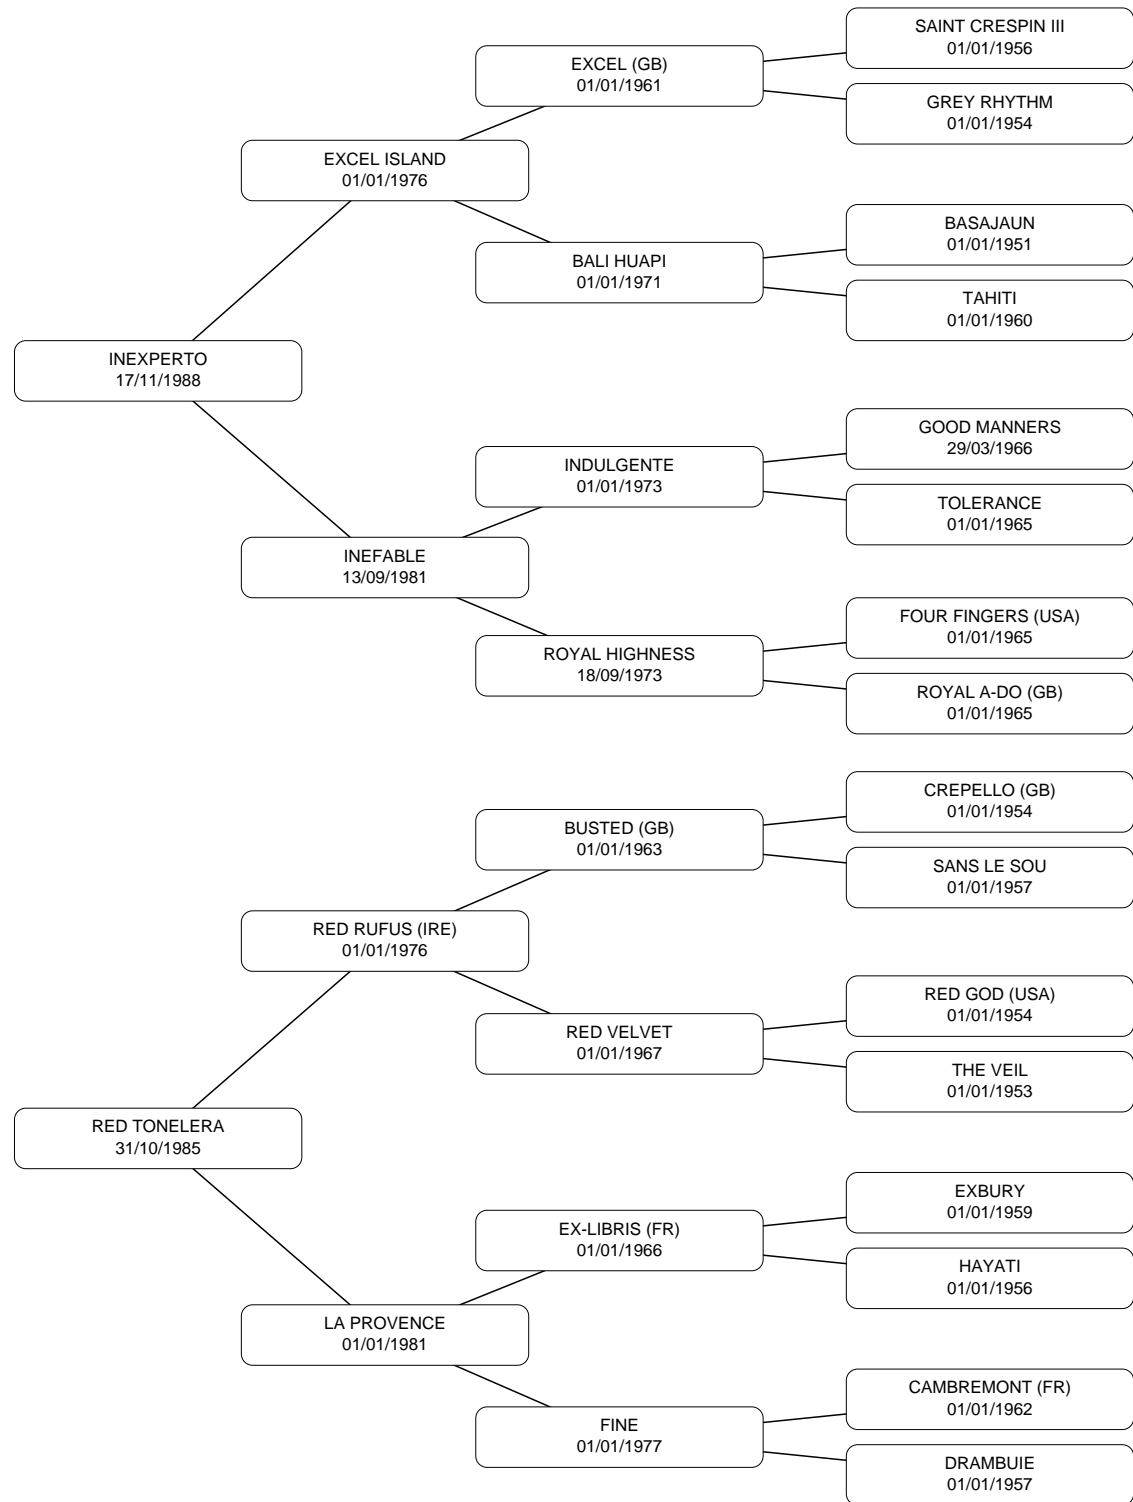 SAINT CRESPIN III
01/01/1956
EXCEL (GB)
01/01/1961
GREY RHYTHM
01/01/1954
EXCEL ISLAND
01/01/1976
BASAJAUN
01/01/1951
BALI HUAPI
01/01/1971
TAHITI
01/01/1960
INEXPERTO
17/11/1988
GOOD MANNERS
29/03/1966
INDULGENTE
01/01/1973
TOLERANCE
01/01/1965
INEFABLE
13/09/1981
FOUR FINGERS (USA)
01/01/1965
ROYAL HIGHNESS
18/09/1973
ROYAL A-DO (GB)
01/01/1965
CREPELLO (GB)
01/01/1954
BUSTED (GB)
01/01/1963
SANS LE SOU
01/01/1957
RED RUFUS (IRE)
01/01/1976
RED GOD (USA)
01/01/1954
RED VELVET
01/01/1967
THE VEIL
01/01/1953
RED TONELERA
31/10/1985
EXBURY
01/01/1959
EX-LIBRIS (FR)
01/01/1966
HAYATI
01/01/1956
LA PROVENCE
01/01/1981
CAMBREMONT (FR)
01/01/1962
FINE
01/01/1977
DRAMBUIE
01/01/1957